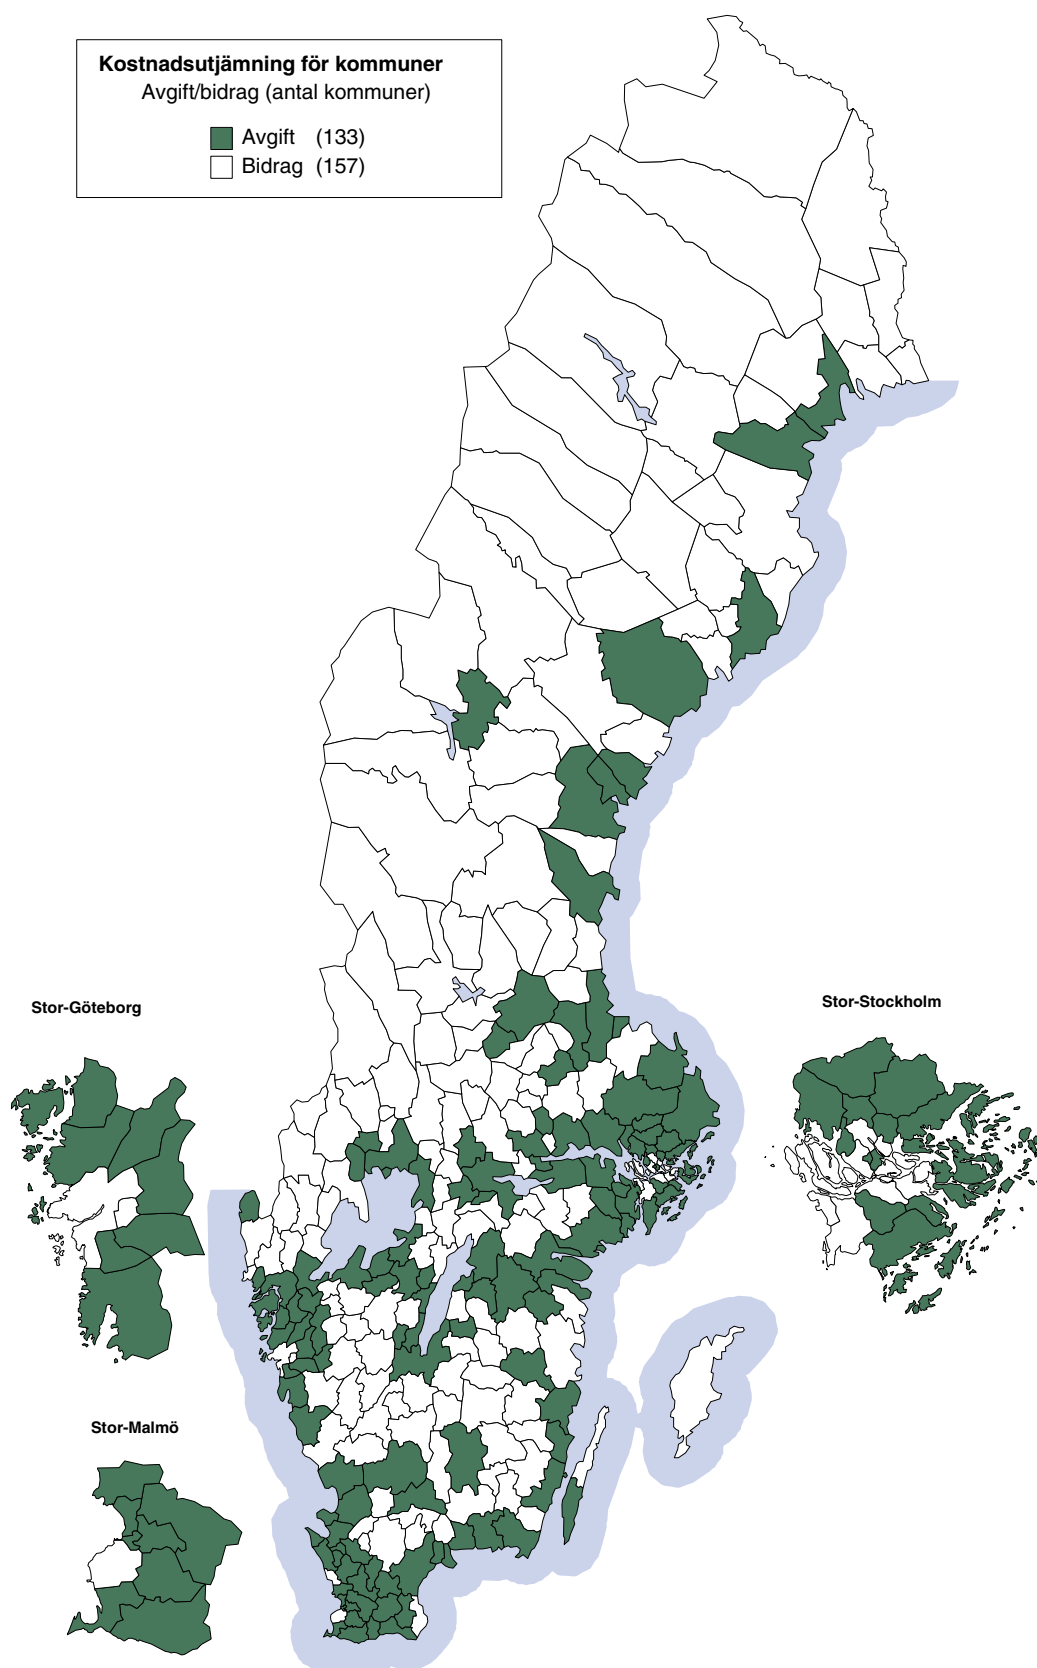 Kostnadsutjämning för kommuner
Avgift/bidrag (antal kommuner)
Avgift (133)
Bidrag (157)
Stor-Göteborg
Stor-Stockholm
Stor-Malmö